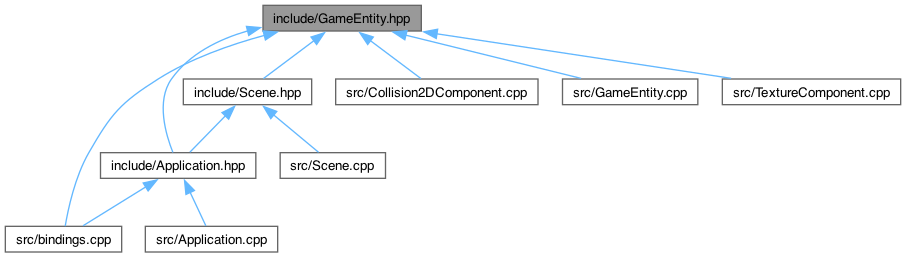 include/GameEntity.hpp
include/Scene.hpp
src/Collision2DComponent.cpp
src/GameEntity.cpp
src/TextureComponent.cpp
include/Application.hpp
src/Scene.cpp
src/bindings.cpp
src/Application.cpp